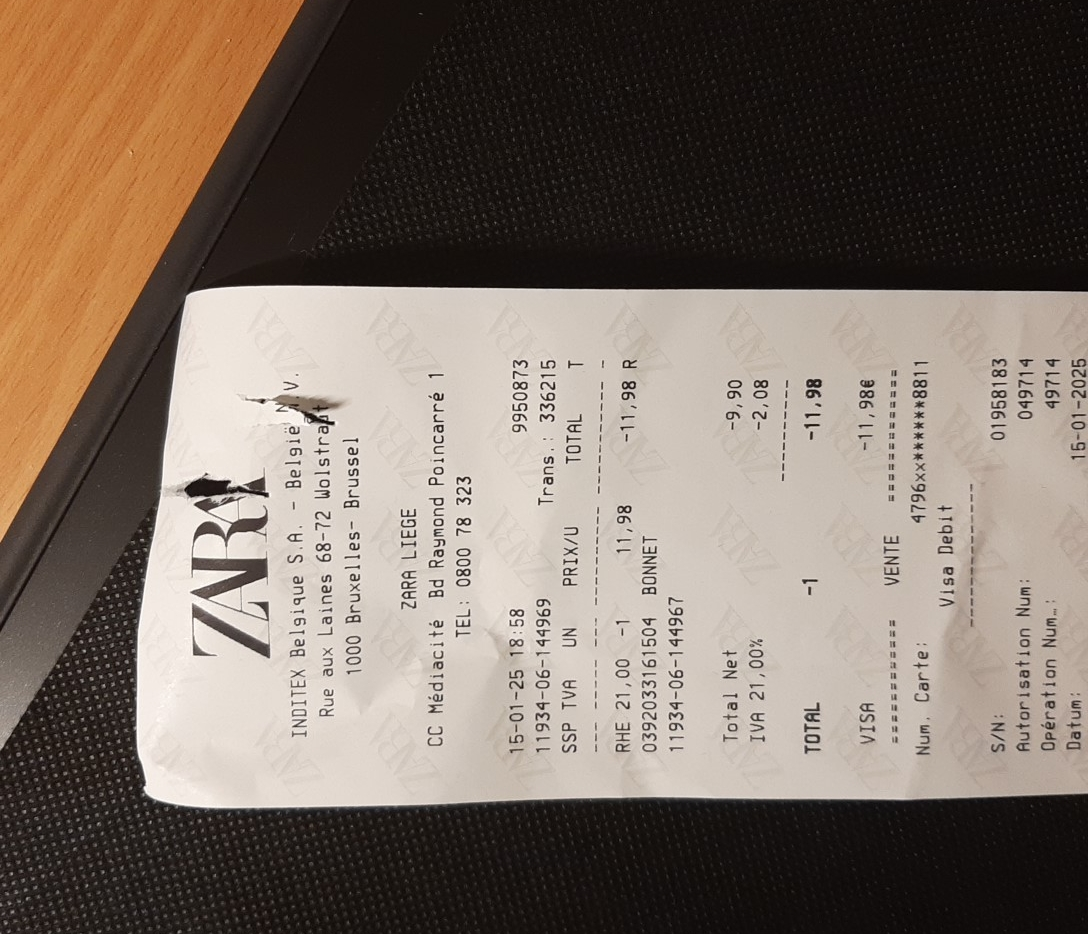 ZARA
INDITEX Belgique S.A. - België N.V.
Rue aux Laines 68-72 Wolstraat
1000 Bruxelles- Brussel
ZARA LIEGE
CC Médiacité Bd Raymond Poincarré 1
TEL: 0800 78 323
15-01-25 18:58 9950873
11934-06-144969 Trans.: 336215
SSP TVA UN PRIX/U TOTAL T
--- ----- --- --------- --------- -
RHE 21,00 -1 11,98 -11,98 R
039203316150​4 BONNET
11934-06-144967
Total Net -9,90
IVA 21,00% -2,08
----------
TOTAL -1 -11,98
VISA -11,98€
============ VENTE =============
Num. Carte: 4796xx*******8811
Visa Debit
--------------
S/N: 01958183
Autorisation Num: 049714
Opération Num…: 49714
Datum: 15-01-2025